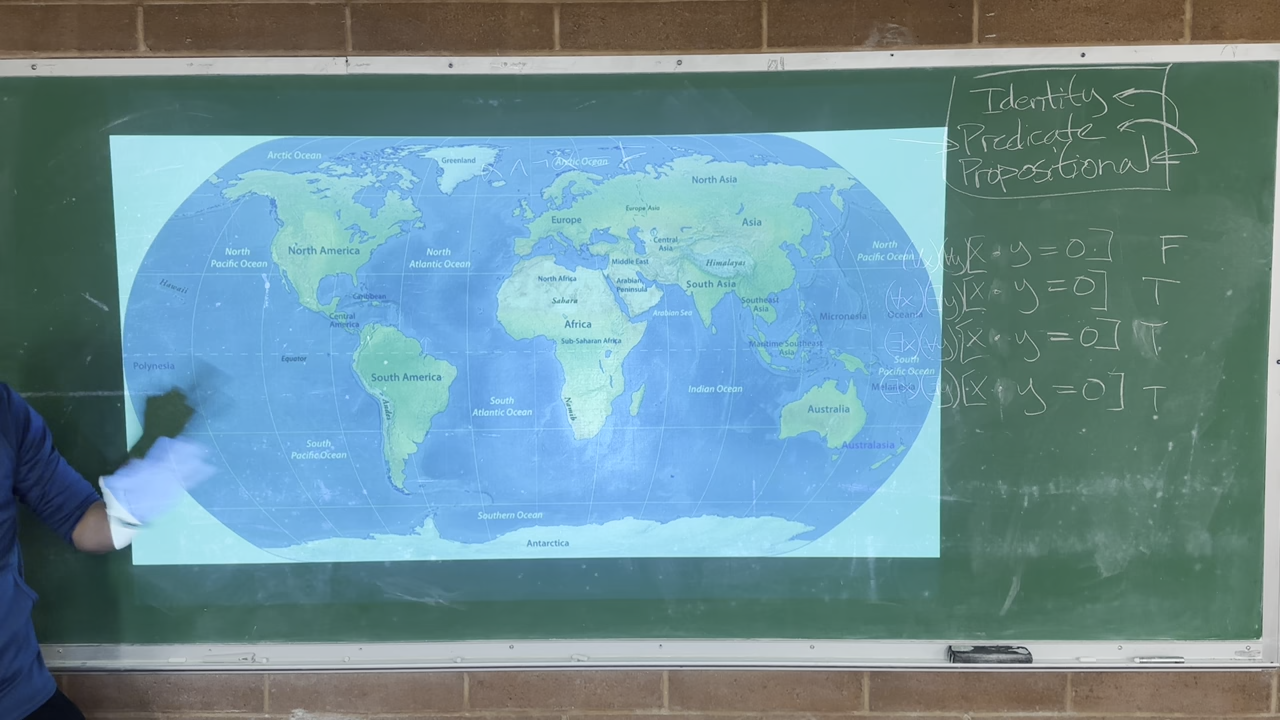 Identity
Predicate
Propositional
Arctic Ocean
Greenland
Arctic Ocean
North Asia
Europe
Europe Asia
Asia
Central
Asia
North America
North
Pacific Ocean
North
Atlantic Ocean
Middle East
Himalayas
North
Pacific Ocean
(∀x)(∀y)[x · y = 0] F
Hawaii
North Africa
Arabian
Peninsula
South Asia
Sahara
Caribbean
Southeast
Asia
(∀x)(∃y)[x · y = 0] T
Central
America
Africa
Arabian Sea
Micronesia
Oceania
Sub-Saharan Africa
Maritime Southeast
Asia
(∃x)(∀y)[x · y = 0] T
Equator
Polynesia
South America
South
Pacific Ocean
Indian Ocean
Melanesia
(∃x)(∃y)[x · y = 0] T
Andes
South
Atlantic Ocean
Namib
Australia
South
Pacific Ocean
Australasia
Southern Ocean
Antarctica